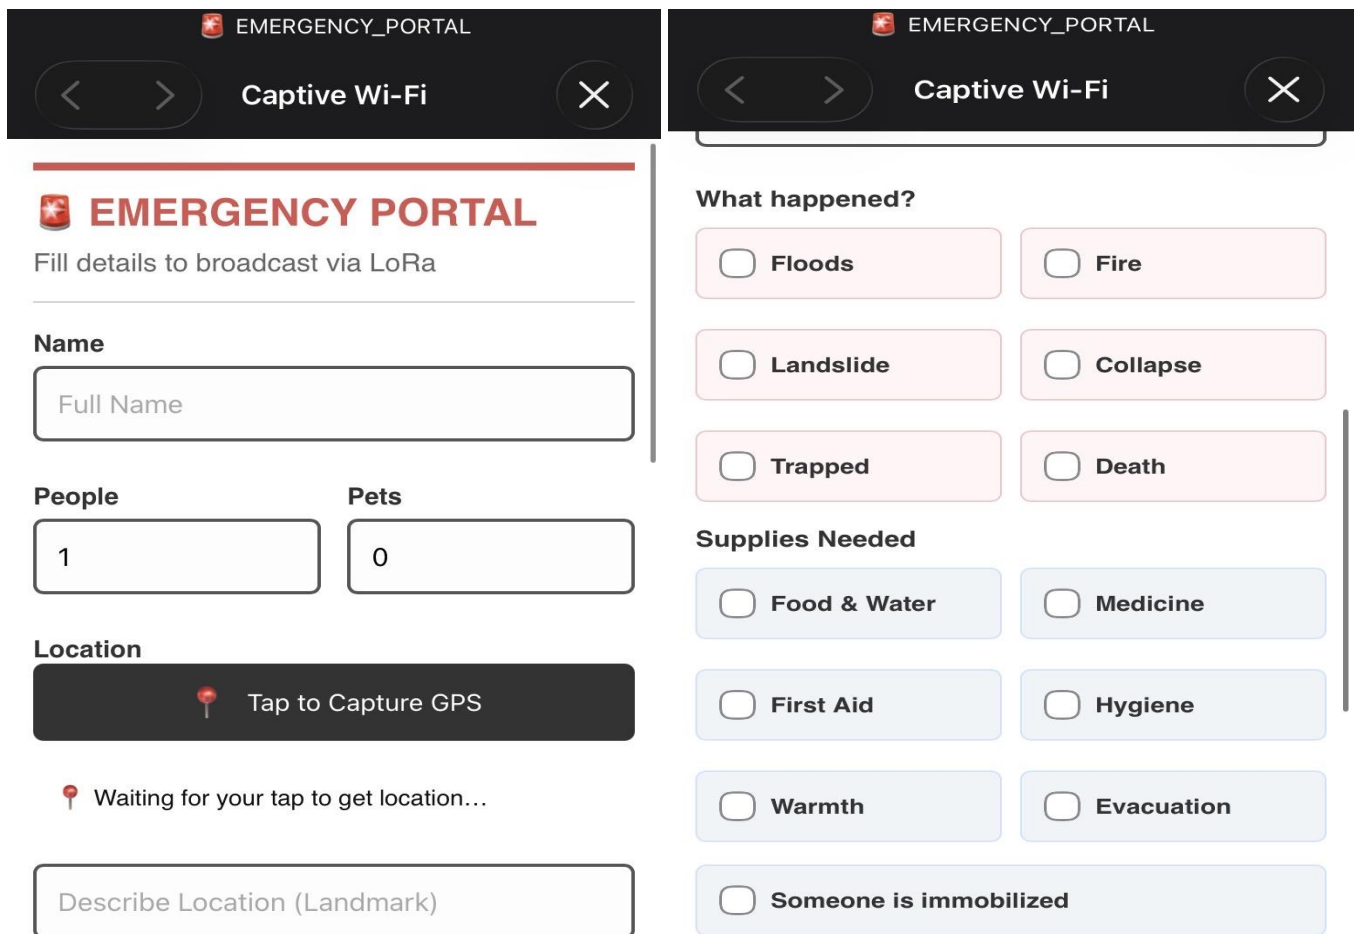 🚨 EMERGENCY_PORTAL
Captive Wi-Fi
🚨 EMERGENCY PORTAL
Fill details to broadcast via LoRa
Name
Full Name
People Pets
1 0
Location
📍 Tap to Capture GPS
📍 Waiting for your tap to get location...
Describe Location (Landmark)
🚨 EMERGENCY_PORTAL
Captive Wi-Fi
What happened?
Floods Fire
Landslide Collapse
Trapped Death
Supplies Needed
Food & Water Medicine
First Aid Hygiene
Warmth Evacuation
Someone is immobilized